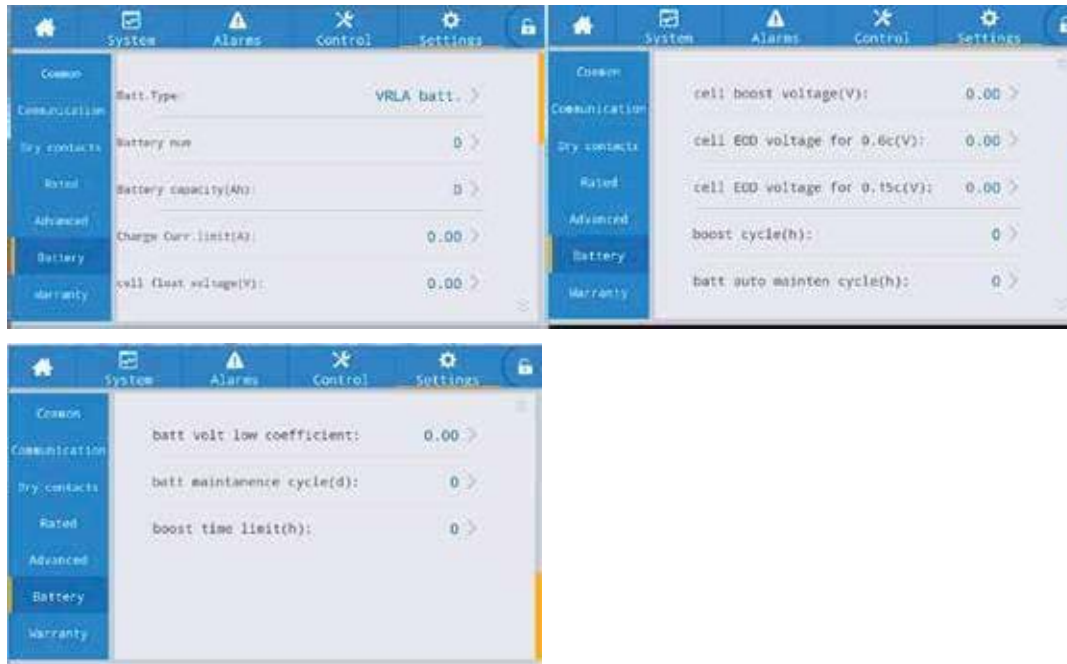 System Alarms Control Settings
Common
Communication
Dry contacts
Rated
Advanced
Battery
Warranty
Batt.Type: VRLA batt.
Battery num 0
Battery capacity(Ah): 0
Charge Curr.limit(A): 0.00
cell float voltage(V): 0.00
System Alarms Control Settings
Common
Communication
Dry contacts
Rated
Advanced
Battery
Warranty
cell boost voltage(V): 0.00
cell EOD voltage for 0.6c(V): 0.00
cell EOD voltage for 0.15c(V): 0.00
boost cycle(h): 0
batt auto mainten cycle(h): 0
System Alarms Control Settings
Common
Communication
Dry contacts
Rated
Advanced
Battery
Warranty
batt volt low coefficient: 0.00
batt maintanence cycle(d): 0
boost time limit(h): 0